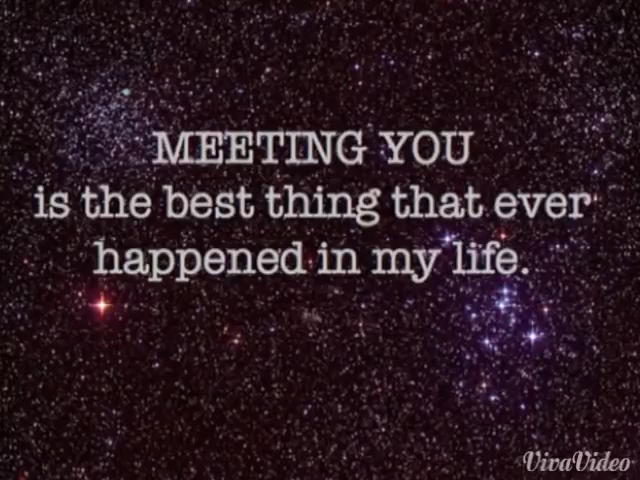 MEETING YOU
is the best thing that ever
happened in my life.
VivaVideo